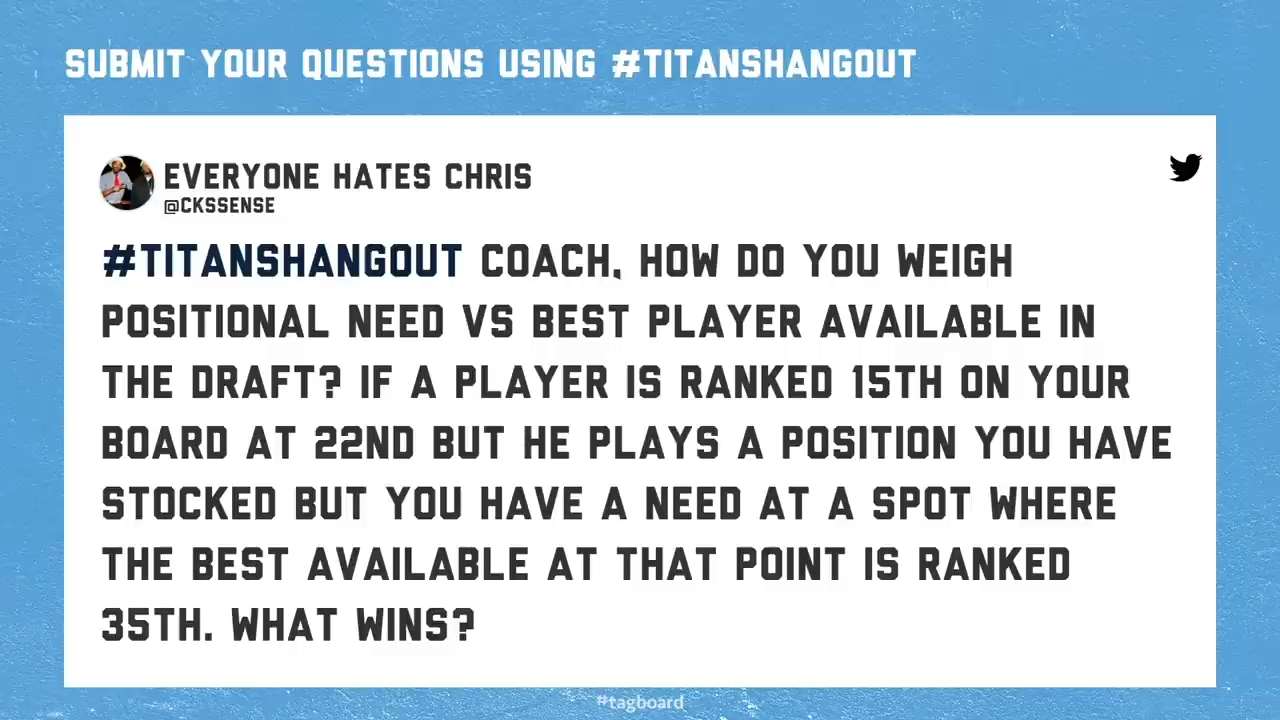 SUBMIT YOUR QUESTIONS USING #TITANSHANGOUT
EVERYONE HATES CHRIS
@CKSSENSE
#TITANSHANGOUT COACH, HOW DO YOU WEIGH
POSITIONAL NEED VS BEST PLAYER AVAILABLE IN
THE DRAFT? IF A PLAYER IS RANKED 15TH ON YOUR
BOARD AT 22ND BUT HE PLAYS A POSITION YOU HAVE
STOCKED BUT YOU HAVE A NEED AT A SPOT WHERE
THE BEST AVAILABLE AT THAT POINT IS RANKED
35TH. WHAT WINS?
#tagboard